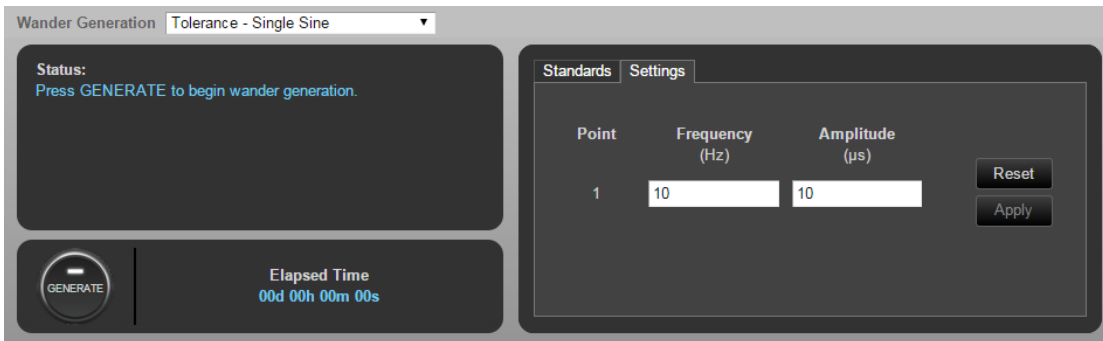 Wander Generation Tolerance - Single Sine
Status:
Press GENERATE to begin wander generation.
GENERATE
Elapsed Time
00d 00h 00m 00s
Standards Settings
Point Frequency Amplitude
(Hz) (µs)
1 10 10
Reset
Apply